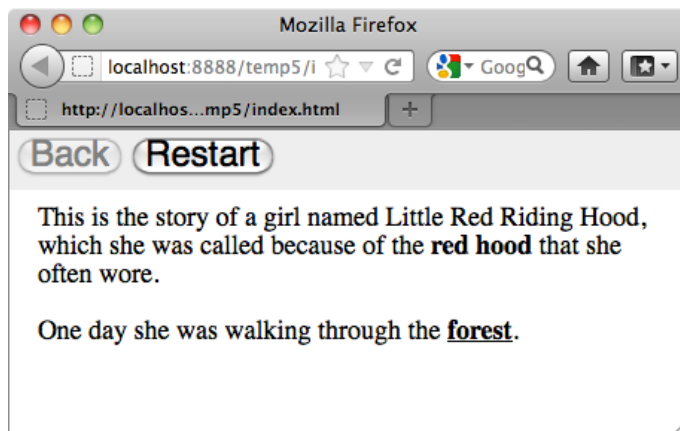 Mozilla Firefox
localhost:8888/temp5/i
Goog
http://localhos...mp5/index.html
Back Restart
This is the story of a girl named Little Red Riding Hood,
which she was called because of the red hood that she
often wore.
One day she was walking through the forest.